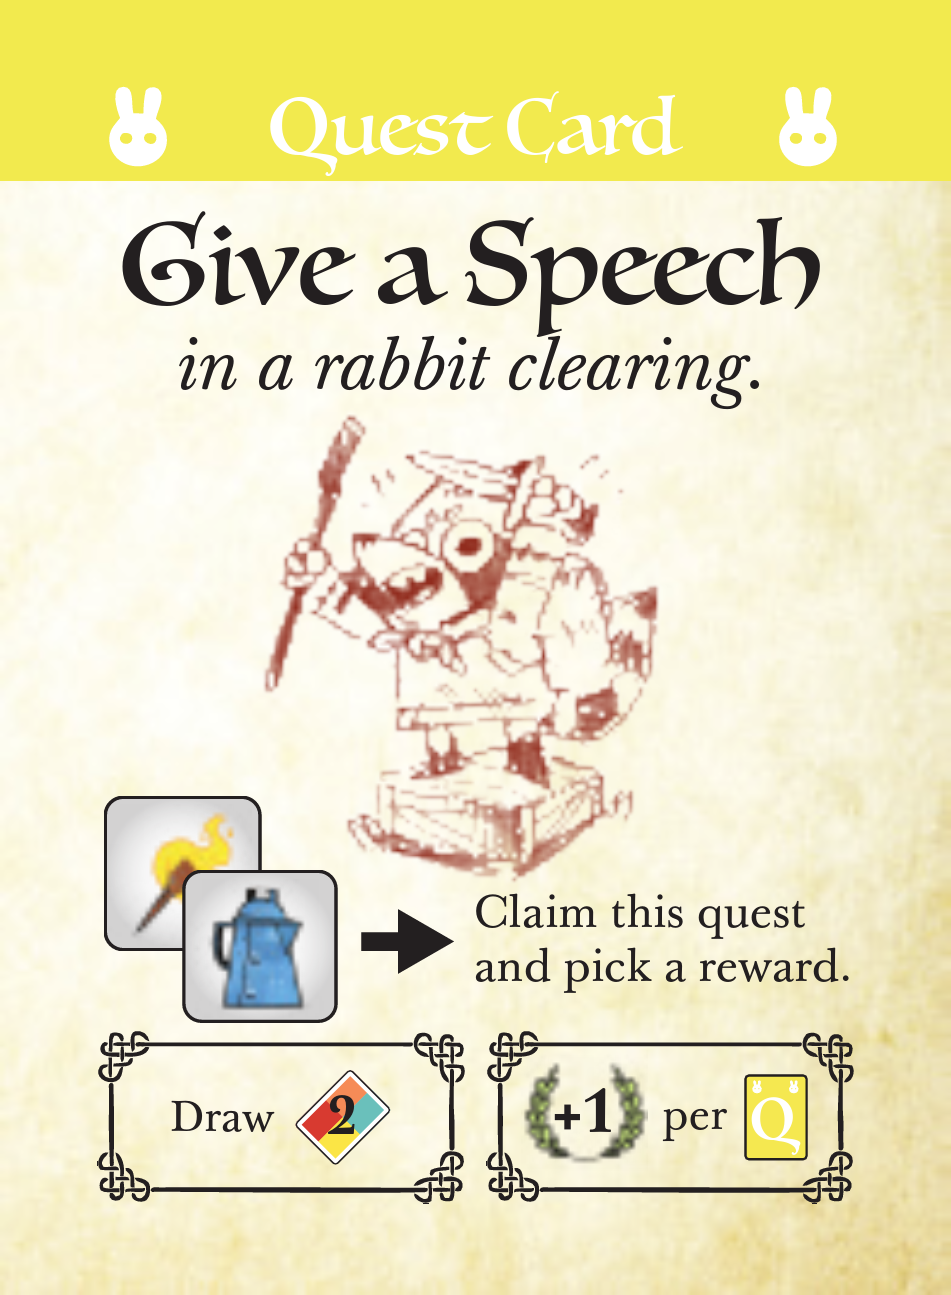 Quest Card
Give a Speech
in a rabbit clearing.
Claim this quest
and pick a reward.
Draw 2
+1 per Q